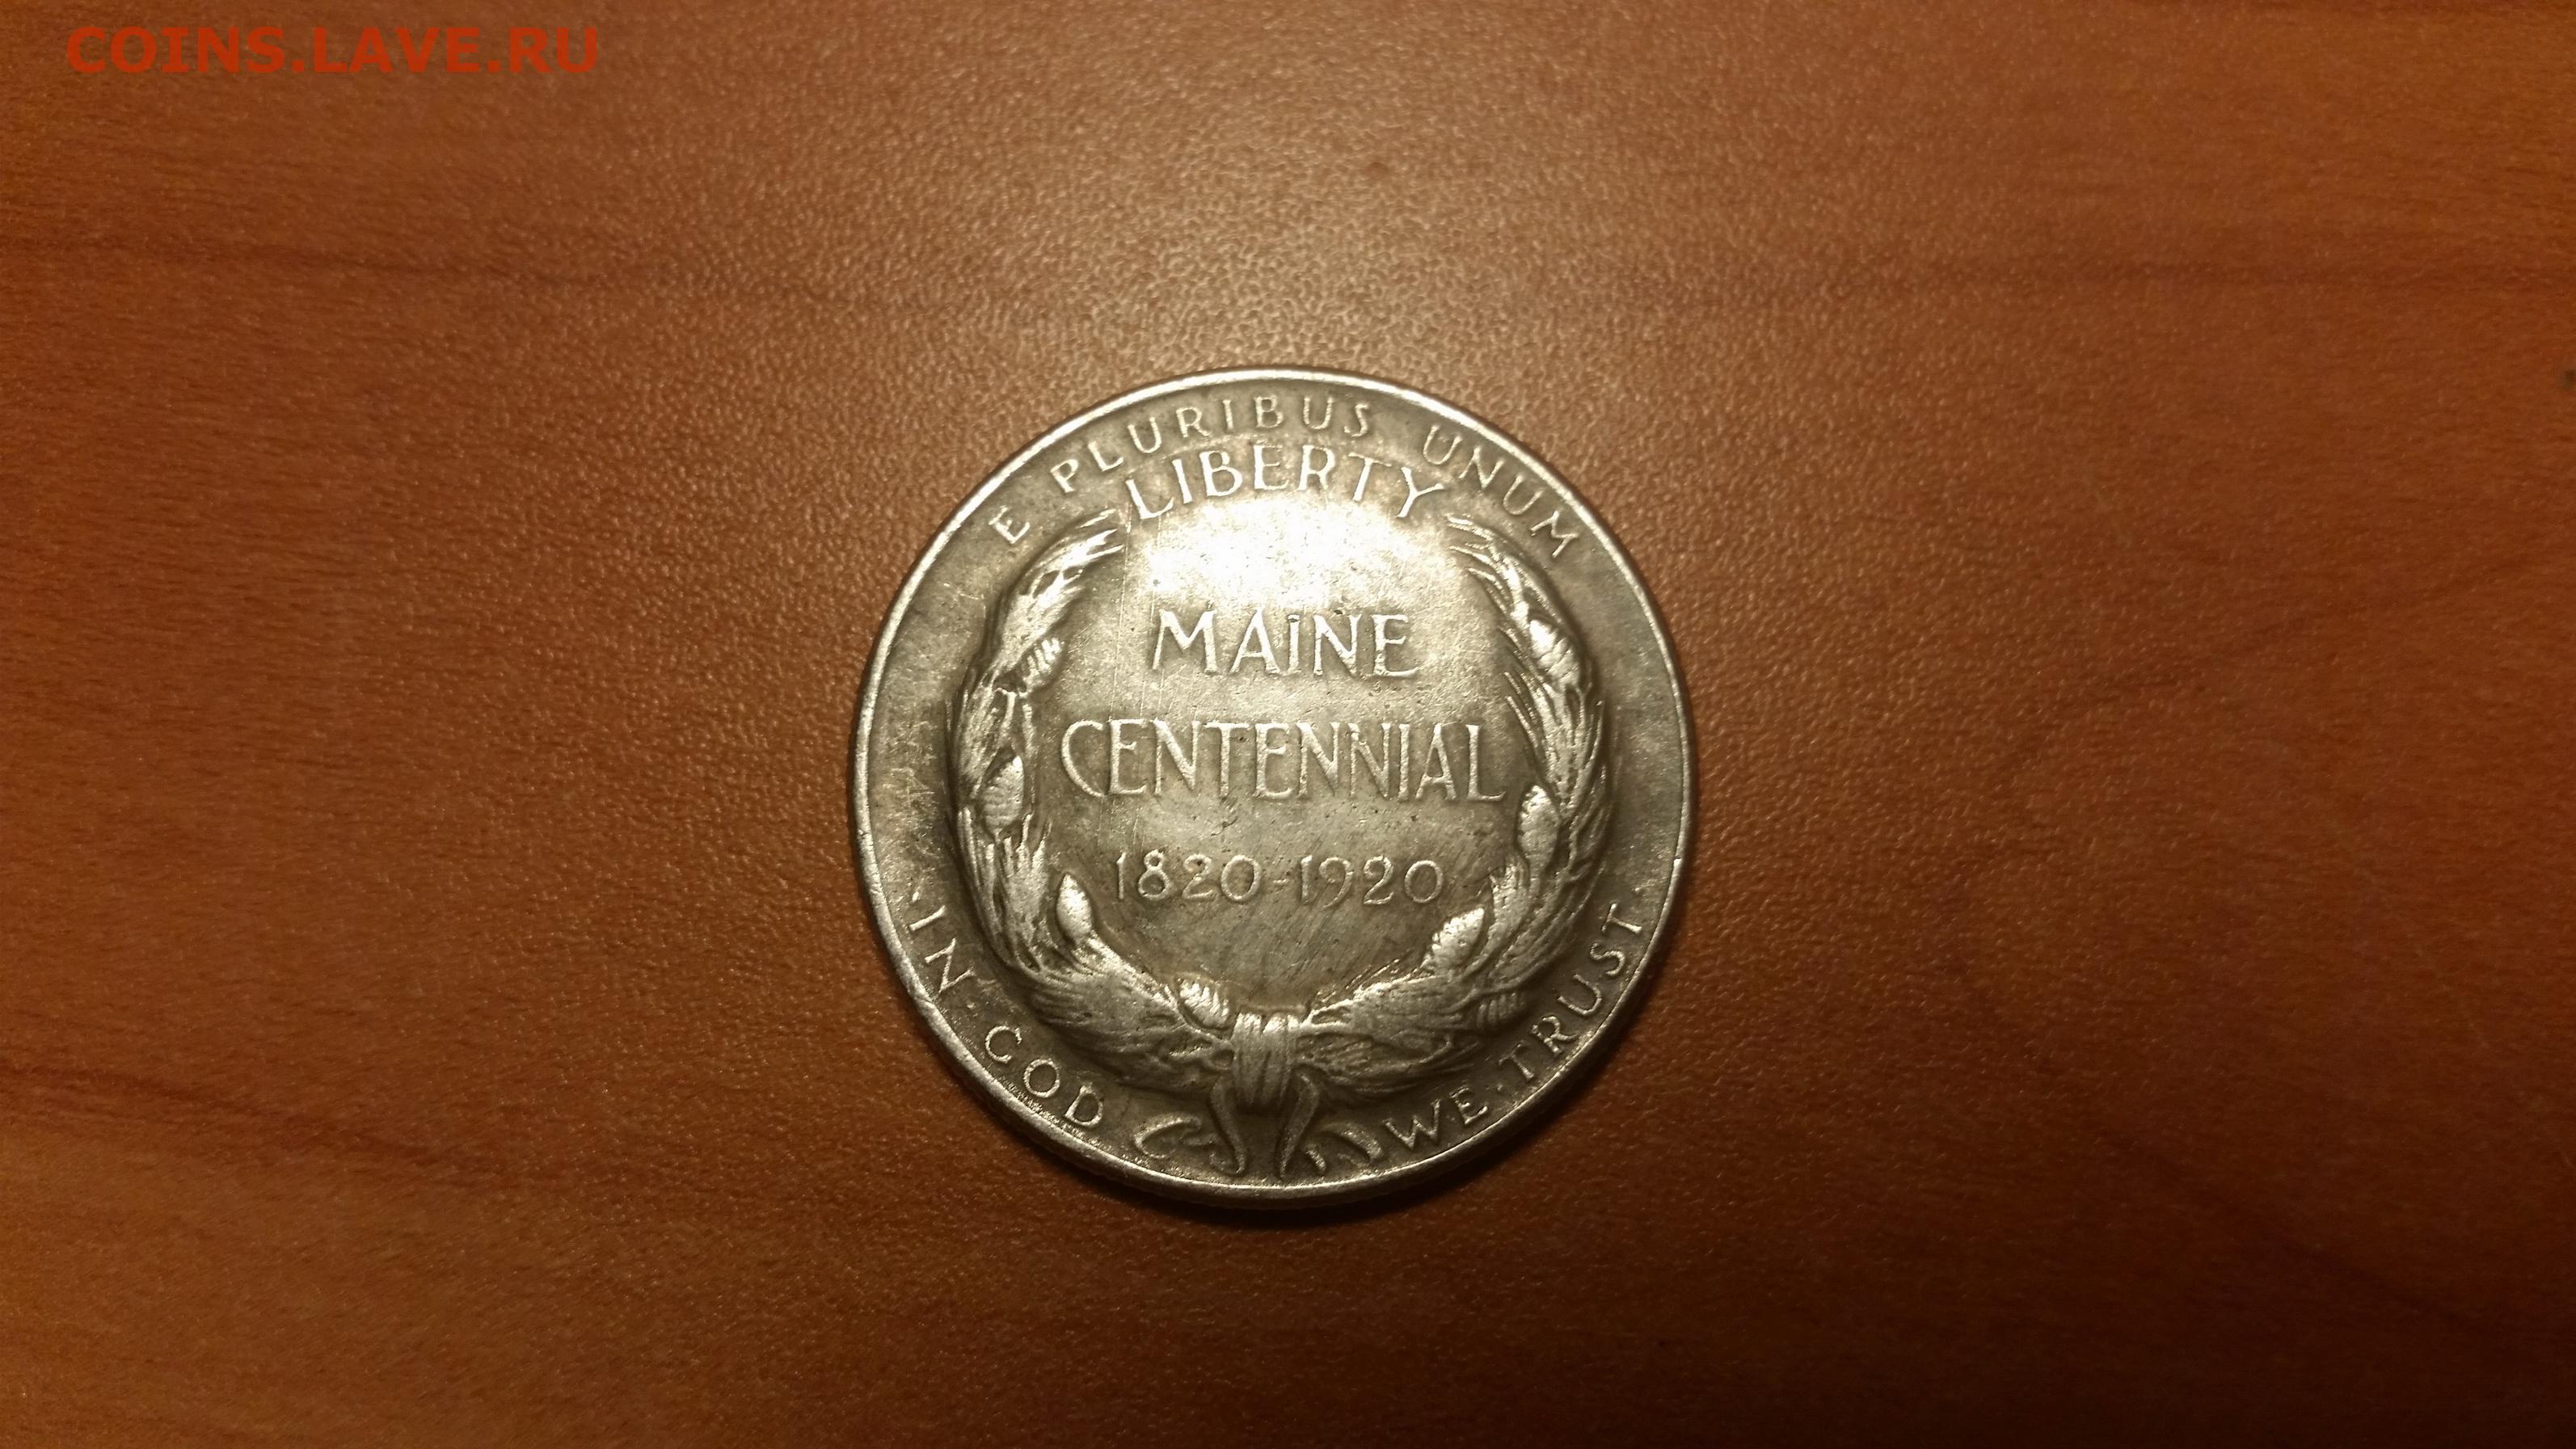 COINS.LAVE.RU
E PLURIBUS UNUM
LIBERTY
MAINE
CENTENNIAL
1820-1920
·IN·GOD WE·TRUST·